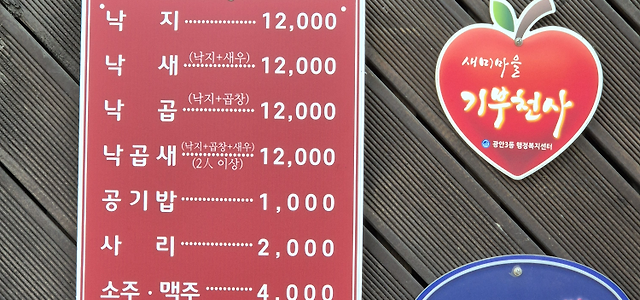 낙 지 ············ 12,000
낙 새 (낙지+새우) ············ 12,000
낙 곱 (낙지+곱창) ············ 12,000
낙곱새 (낙지+곱창+새우) ············ 12,000
(2人 이상)
공기밥 ············ 1,000
사 리 ············ 2,000
소주 · 맥주 ········ 4,000
새미마을
기부천사
광안3동 행정복지센터